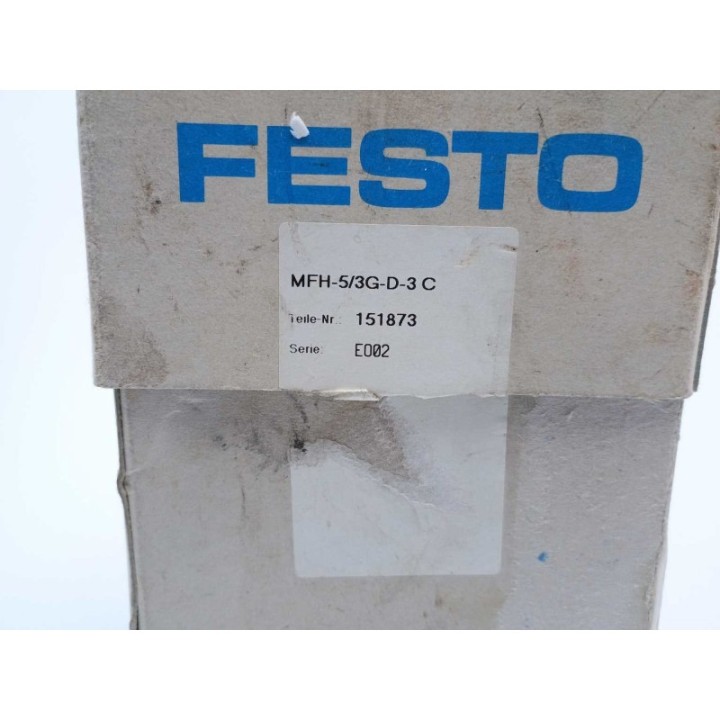 FESTO
MFH-5/3G-D-3 C
Teile-Nr.: 151873
Serie: E002